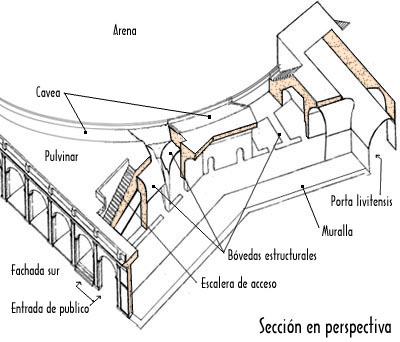 Arena
Cavea
Pulvinar
Porta livitensis
Muralla
Bóvedas estructurales
Fachada sur
Escalera de acceso
Entrada de publico
Sección en perspectiva